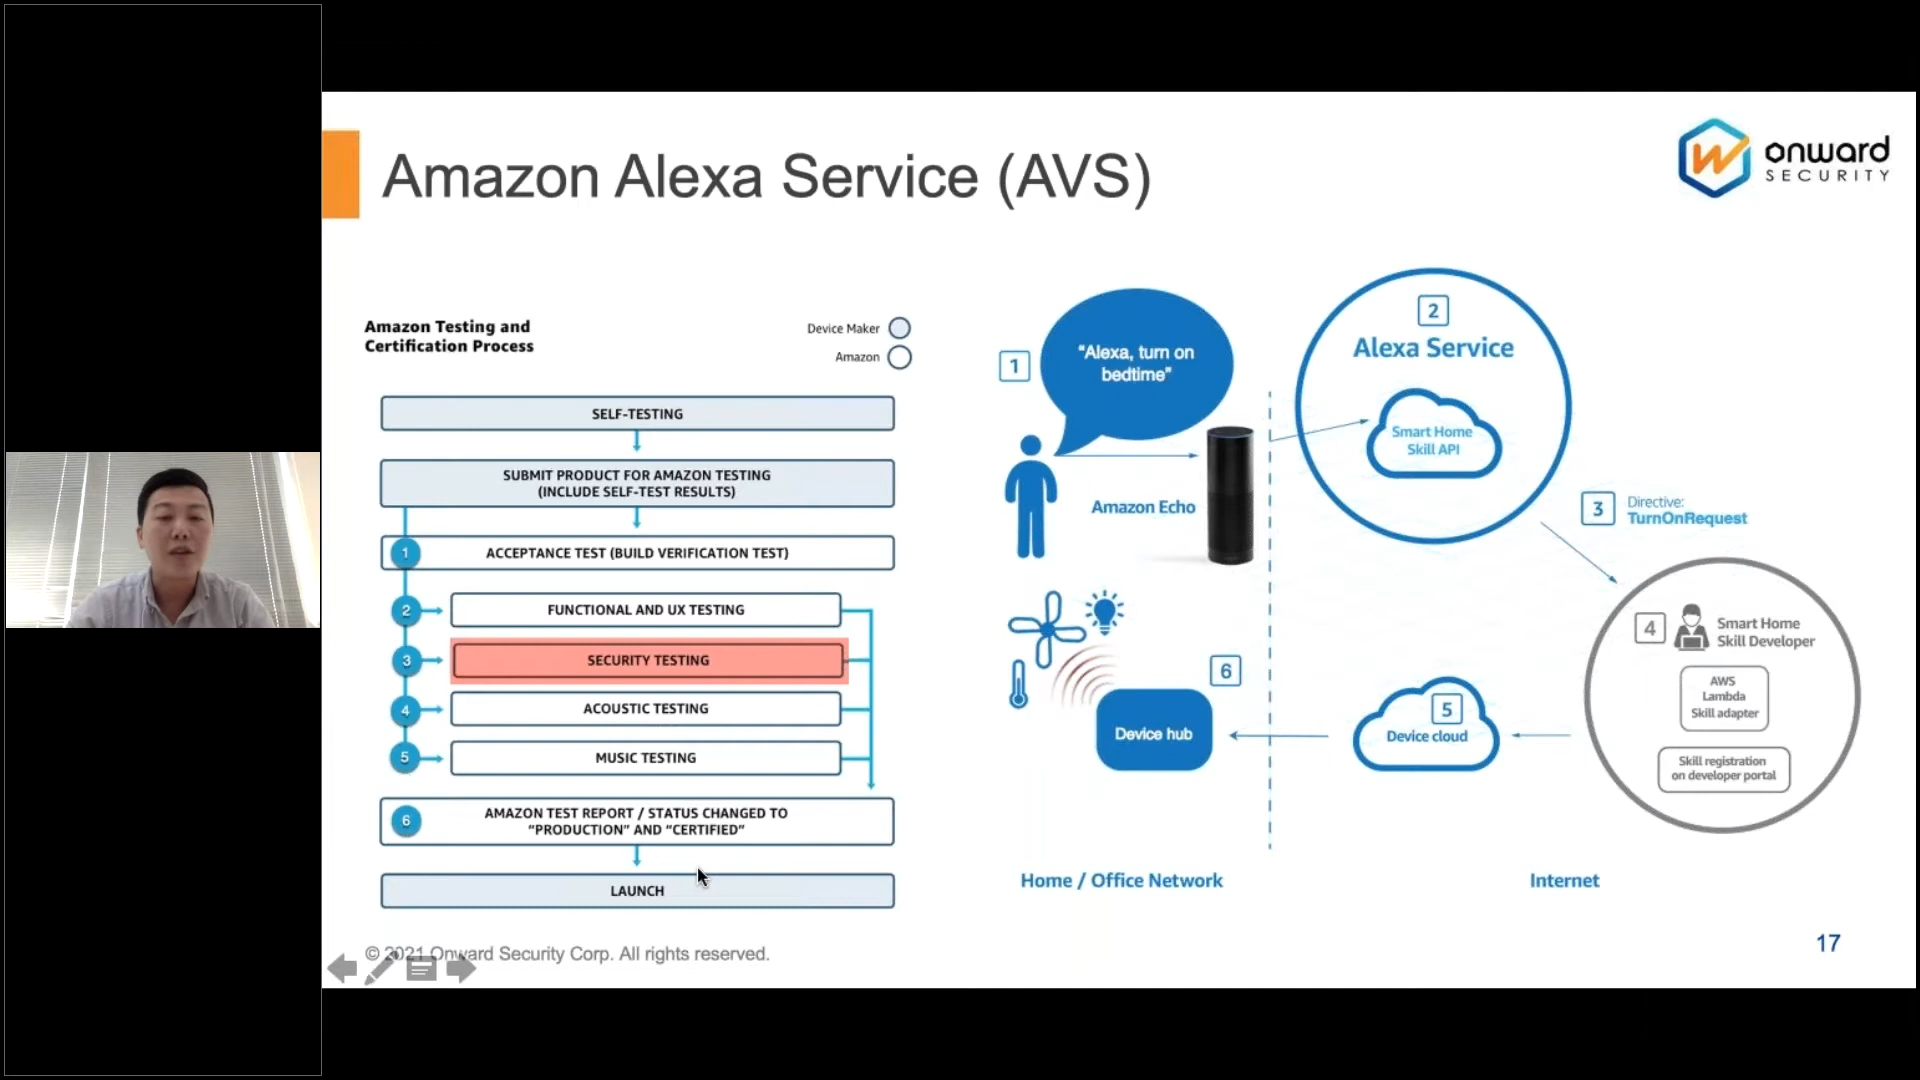 Amazon Alexa Service (AVS)
onward
SECURITY
Amazon Testing and
Certification Process
Device Maker
Amazon
SELF-TESTING
SUBMIT PRODUCT FOR AMAZON TESTING
(INCLUDE SELF-TEST RESULTS)
1
ACCEPTANCE TEST (BUILD VERIFICATION TEST)
2
FUNCTIONAL AND UX TESTING
3
SECURITY TESTING
4
ACOUSTIC TESTING
5
MUSIC TESTING
6
AMAZON TEST REPORT / STATUS CHANGED TO
“PRODUCTION” AND “CERTIFIED”
LAUNCH
1
“Alexa, turn on
bedtime”
Amazon Echo
2
Alexa Service
Smart Home
Skill API
3
Directive:
TurnOnRequest
4
Smart Home
Skill Developer
AWS
Lambda
Skill adapter
Skill registration
on developer portal
5
Device cloud
6
Device hub
Home / Office Network
Internet
© 2021 Onward Security Corp. All rights reserved.
17